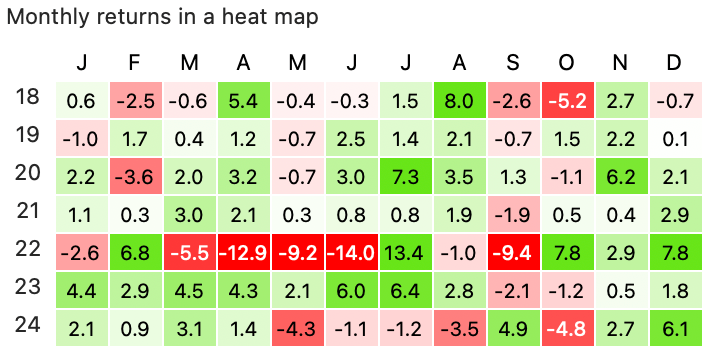 Monthly returns in a heat map
J F M A M J J A S O N D
18 0.6 -2.5 -0.6 5.4 -0.4 -0.3 1.5 8.0 -2.6 -5.2 2.7 -0.7
19 -1.0 1.7 0.4 1.2 -0.7 2.5 1.4 2.1 -0.7 1.5 2.2 0.1
20 2.2 -3.6 2.0 3.2 -0.7 3.0 7.3 3.5 1.3 -1.1 6.2 2.1
21 1.1 0.3 3.0 2.1 0.3 0.8 0.8 1.9 -1.9 0.5 0.4 2.9
22 -2.6 6.8 -5.5 -12.9 -9.2 -14.0 13.4 -1.0 -9.4 7.8 2.9 7.8
23 4.4 2.9 4.5 4.3 2.1 6.0 6.4 2.8 -2.1 -1.2 0.5 1.8
24 2.1 0.9 3.1 1.4 -4.3 -1.1 -1.2 -3.5 4.9 -4.8 2.7 6.1